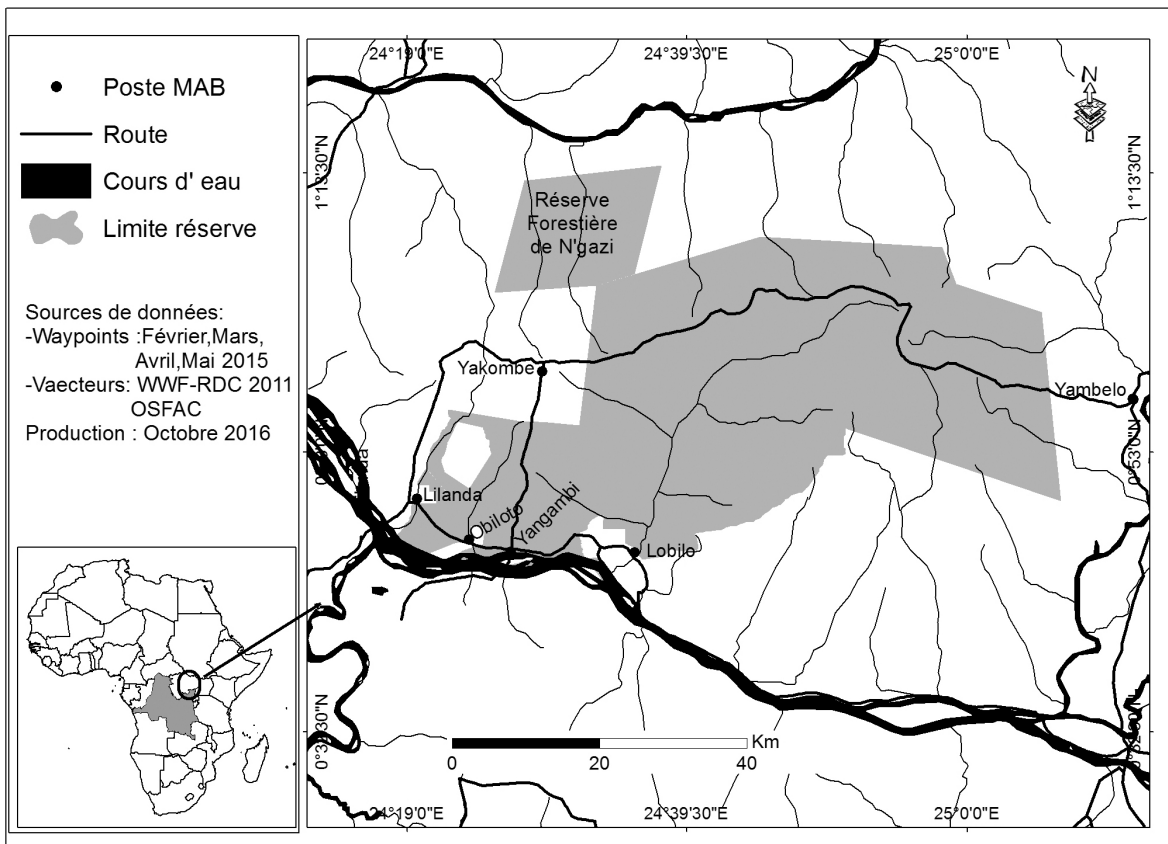 Poste MAB
Route
Cours d' eau
Limite réserve
Sources de données:
-Waypoints :Février,Mars,
Avril,Mai 2015
-Vaecteurs: WWF-RDC 2011
OSFAC
Production : Octobre 2016
24°19'0"E
24°39'30"E
25°0'0"E
N
1°13'30"N
1°13'30"N
Réserve
Forestière
de N'gazi
Yakombe
Yambelo
0°53'0"N
Lilanda
Obiloto
Yangambi
Lobilo
Km
0 20 40
24°19'0"E
24°39'30"E
25°0'0"E